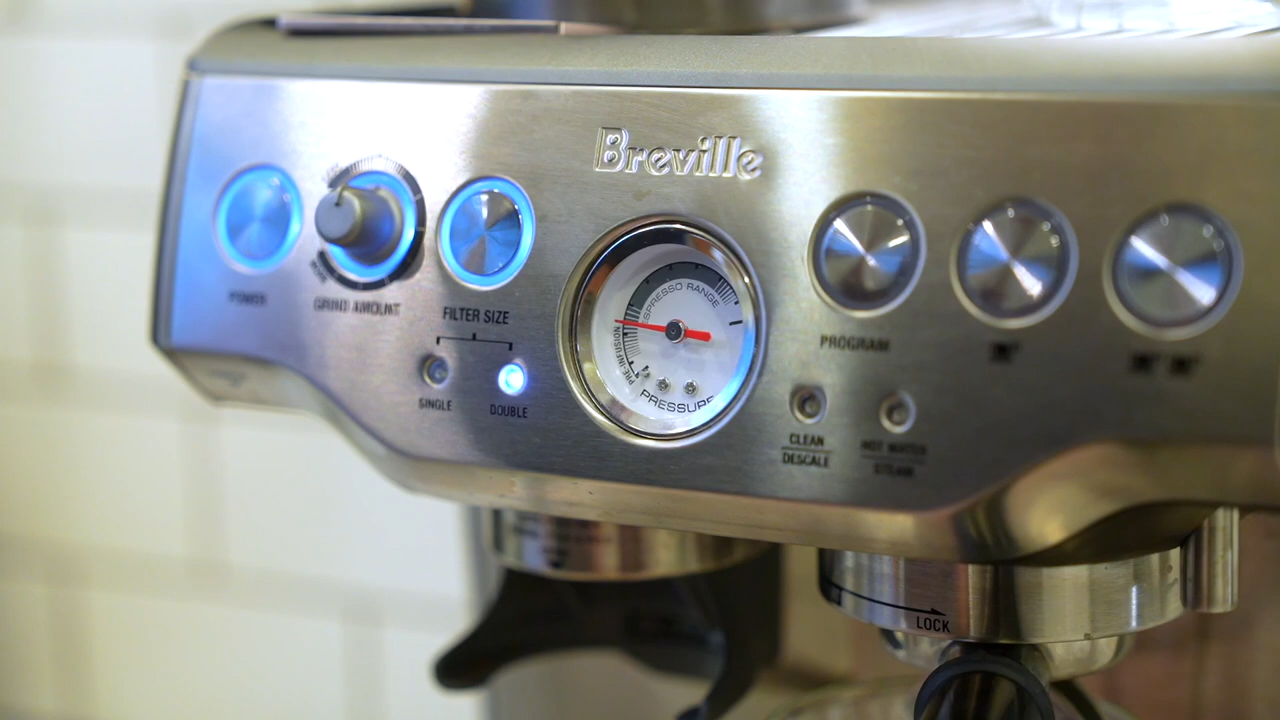 Breville
POWER
GRIND AMOUNT
FILTER SIZE
SINGLE
DOUBLE
ESPRESSO RANGE
PRE-INFUSION
PRESSURE
PROGRAM
CLEAN
DESCALE
HOT WATER
STEAM
LOCK